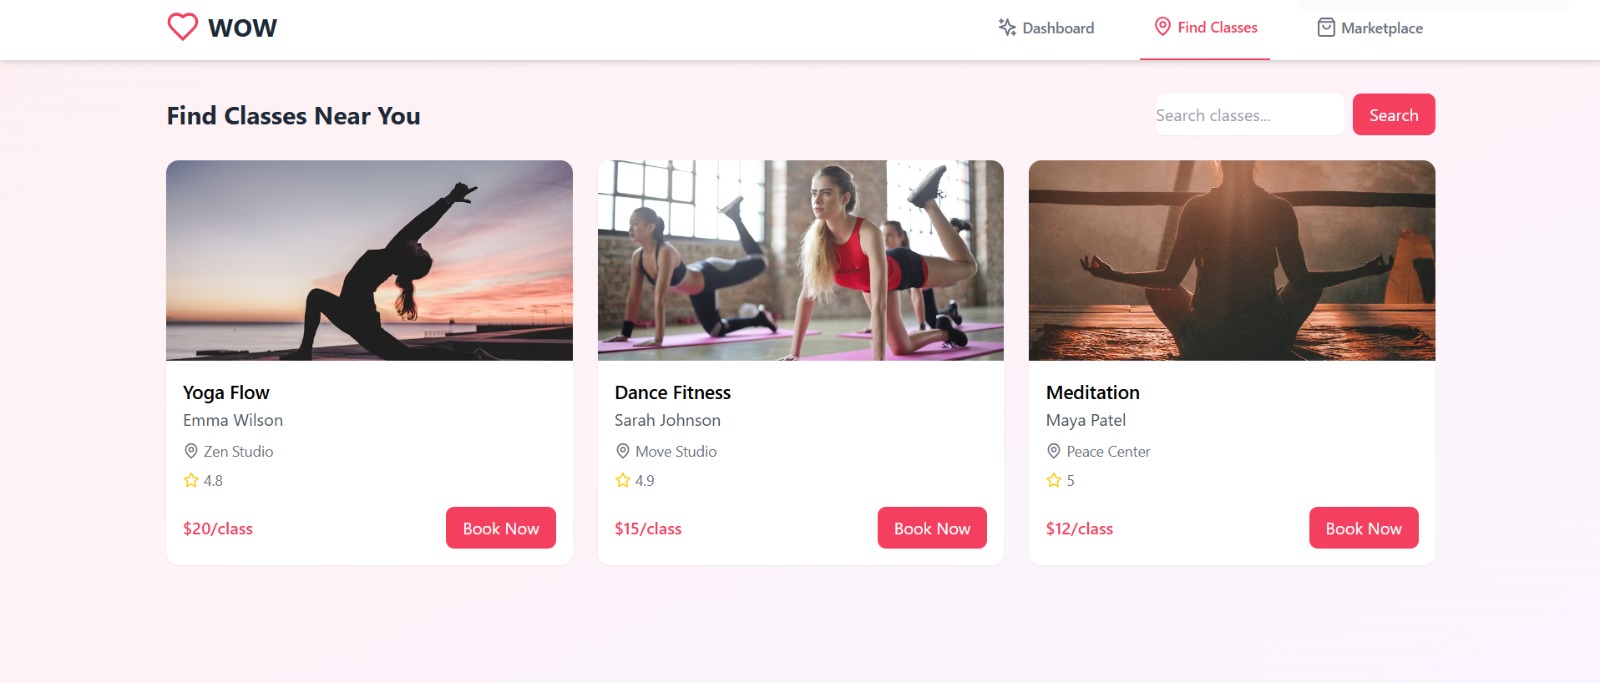 WOW
Dashboard
Find Classes
Marketplace
Find Classes Near You
Search classes...
Search
Yoga Flow
Emma Wilson
Zen Studio
4.8
$20/class
Book Now
Dance Fitness
Sarah Johnson
Move Studio
4.9
$15/class
Book Now
Meditation
Maya Patel
Peace Center
5
$12/class
Book Now